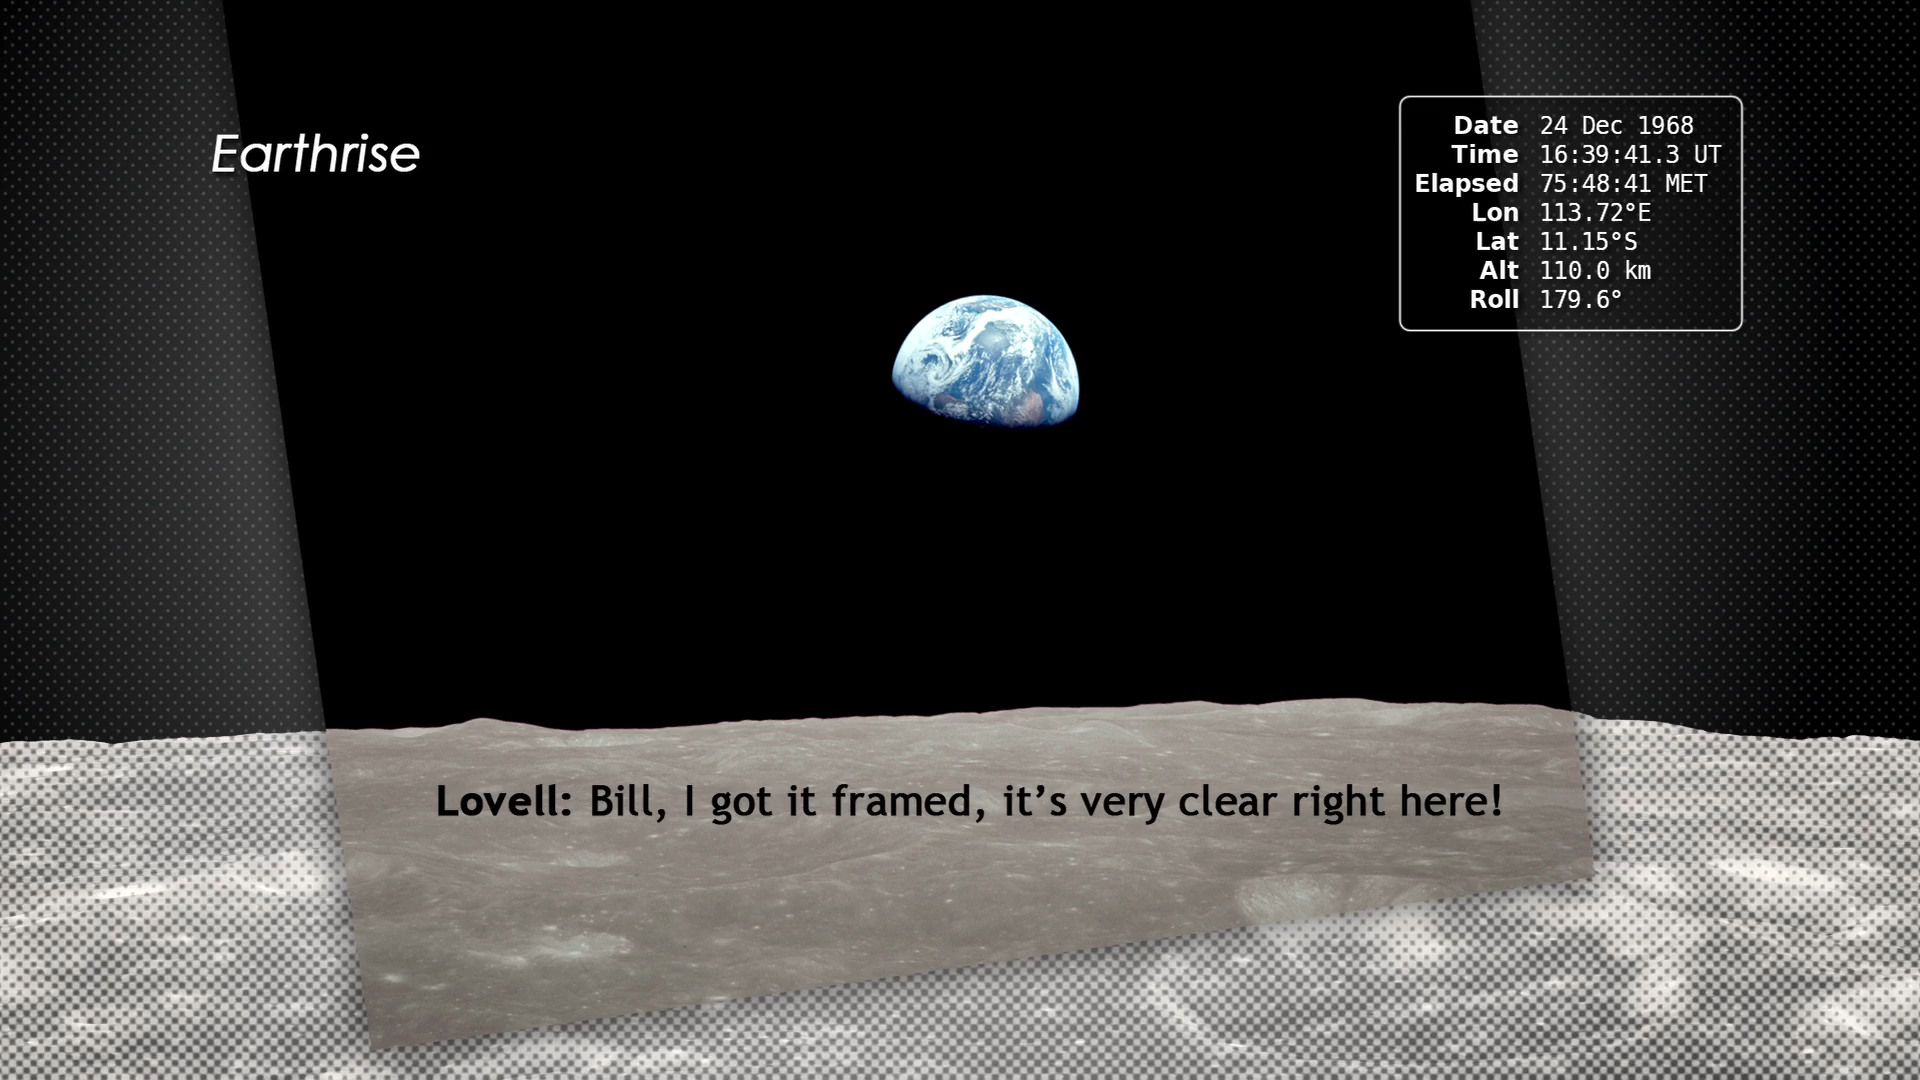 Earthrise
Date 24 Dec 1968
Time 16:39:41.3 UT
Elapsed 75:48:41 MET
Lon 113.72°E
Lat 11.15°S
Alt 110.0 km
Roll 179.6°
Lovell: Bill, I got it framed, it’s very clear right here!